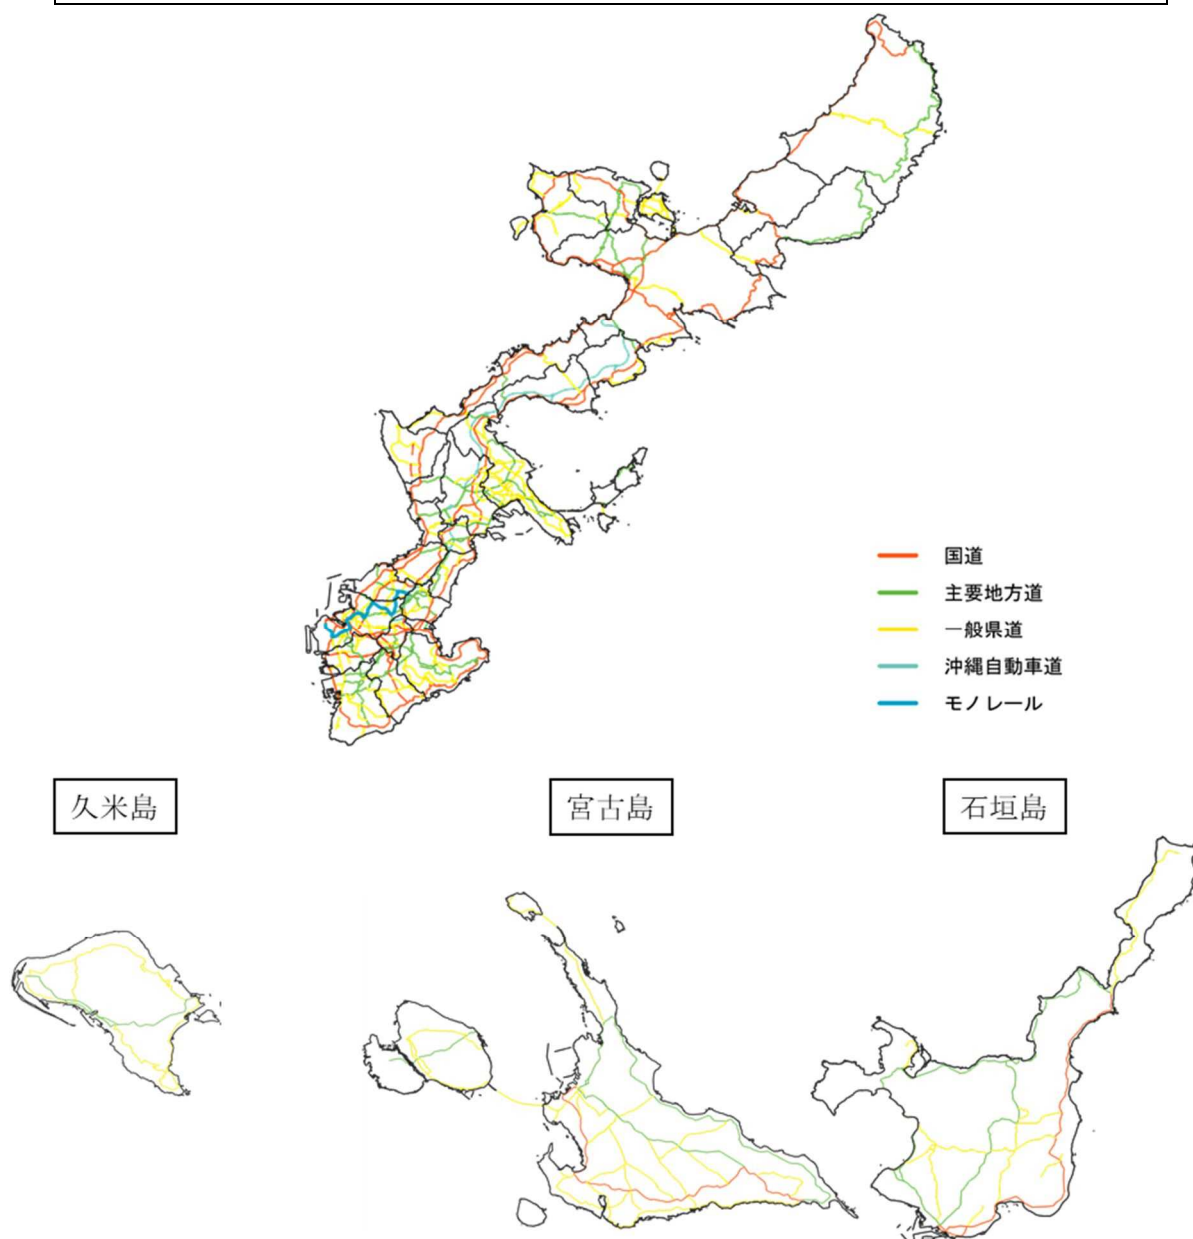 国道
主要地方道
一般県道
沖縄自動車道
モノレール
久米島
宮古島
石垣島